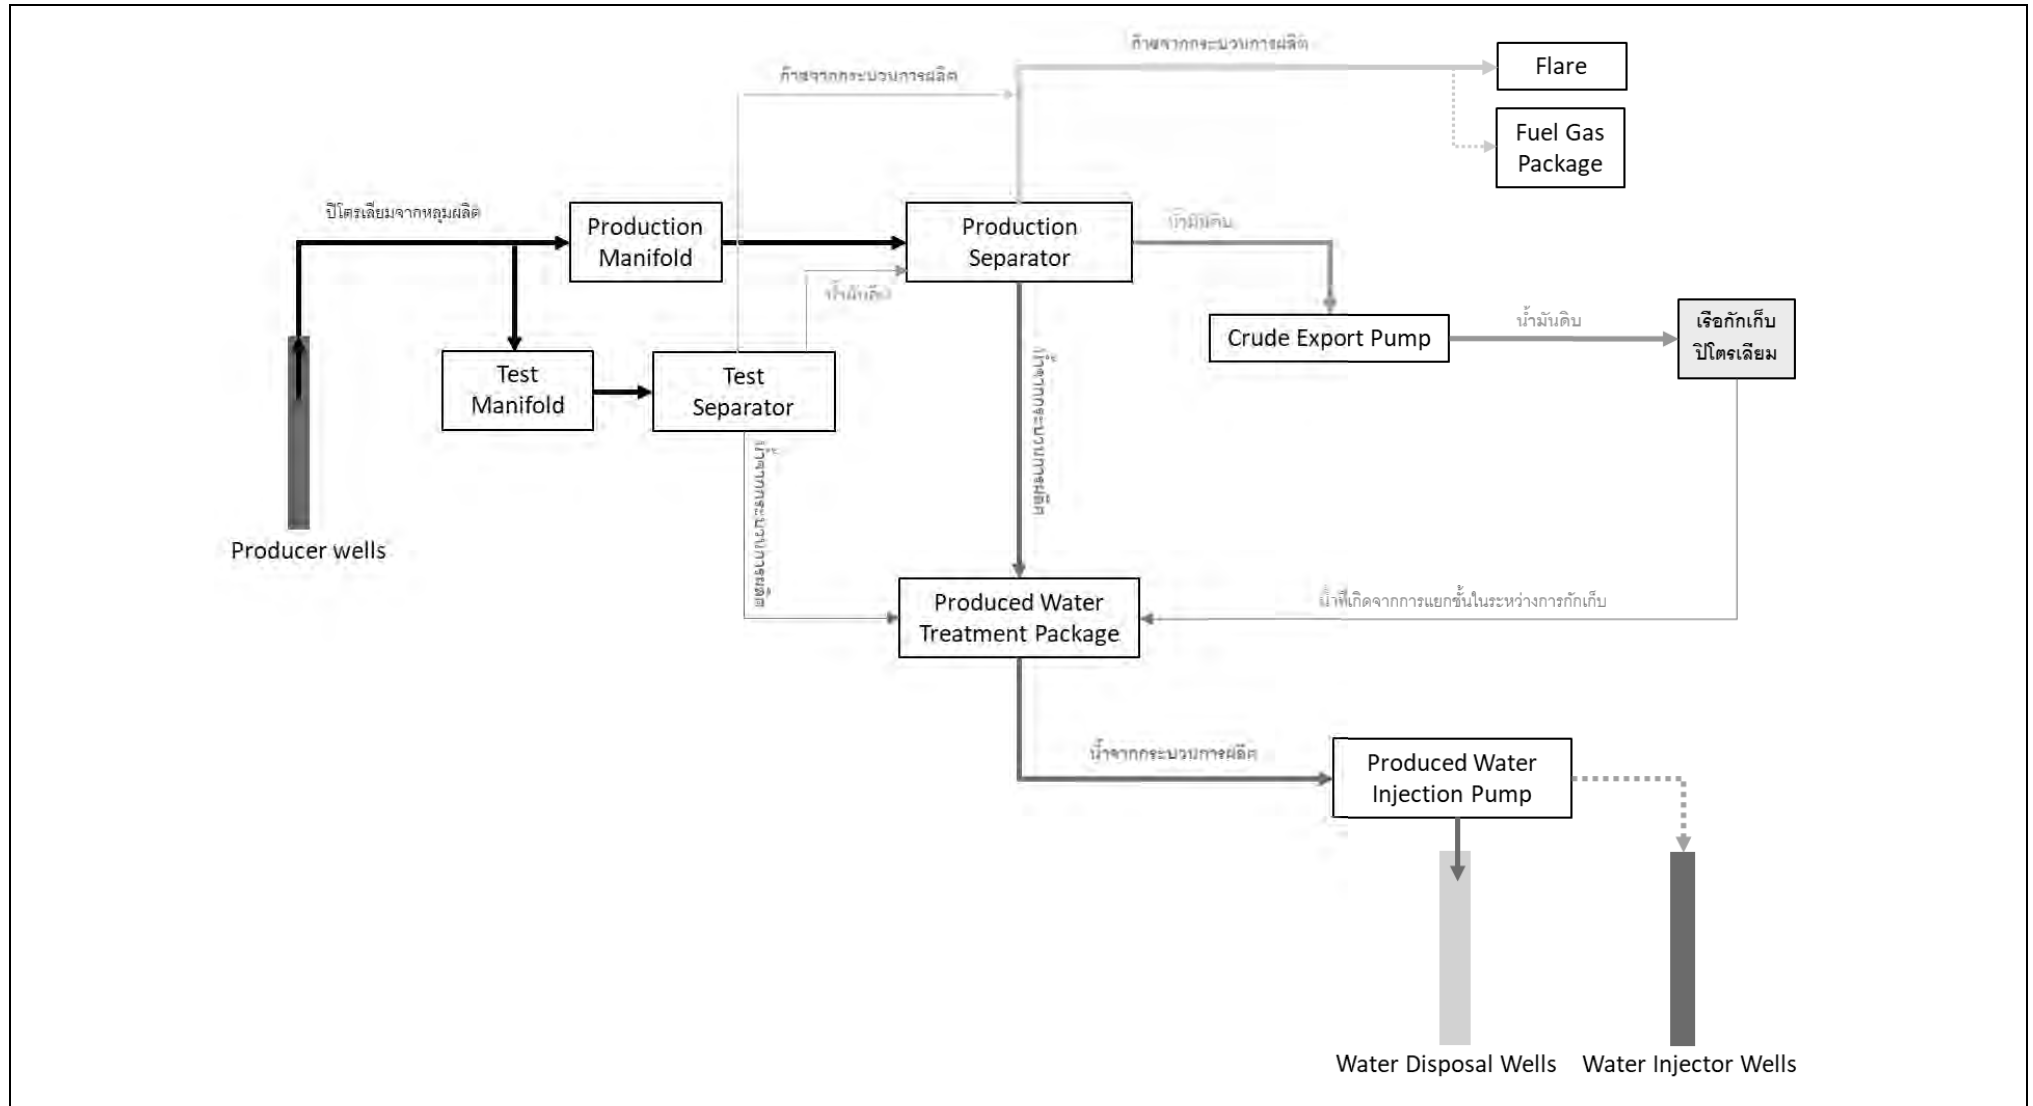 ก๊าซจากกระบวนการผลิต
Flare
ก๊าซจากกระบวนการผลิต
Fuel Gas
Package
ปิโตรเลียมจากหลุมผลิต
Production
Manifold
Production
Separator
น้ำมันดิบ
น้ำมันดิบ
Crude Export Pump
น้ำมันดิบ
เรือกักเก็บ
ปิโตรเลียม
Test
Manifold
Test
Separator
น้ำจากกระบวนการผลิต
น้ำจากกระบวนการผลิต
Producer wells
Produced Water
Treatment Package
น้ำที่เกิดจากการแยกชั้นในระหว่างการกักเก็บ
น้ำจากกระบวนการผลิต
Produced Water
Injection Pump
Water Disposal Wells
Water Injector Wells